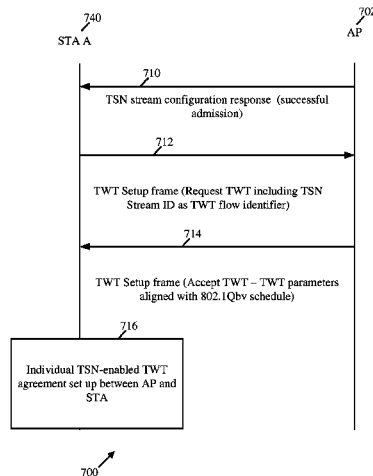 740
702
STA A
AP
710
TSN stream configuration response (successful
admission)
712
TWT Setup frame (Request TWT including TSN
Stream ID as TWT flow identifier)
714
TWT Setup frame (Accept TWT – TWT parameters
aligned with 802.1Qbv schedule)
716
Individual TSN-enabled TWT
agreement set up between AP and
STA
700